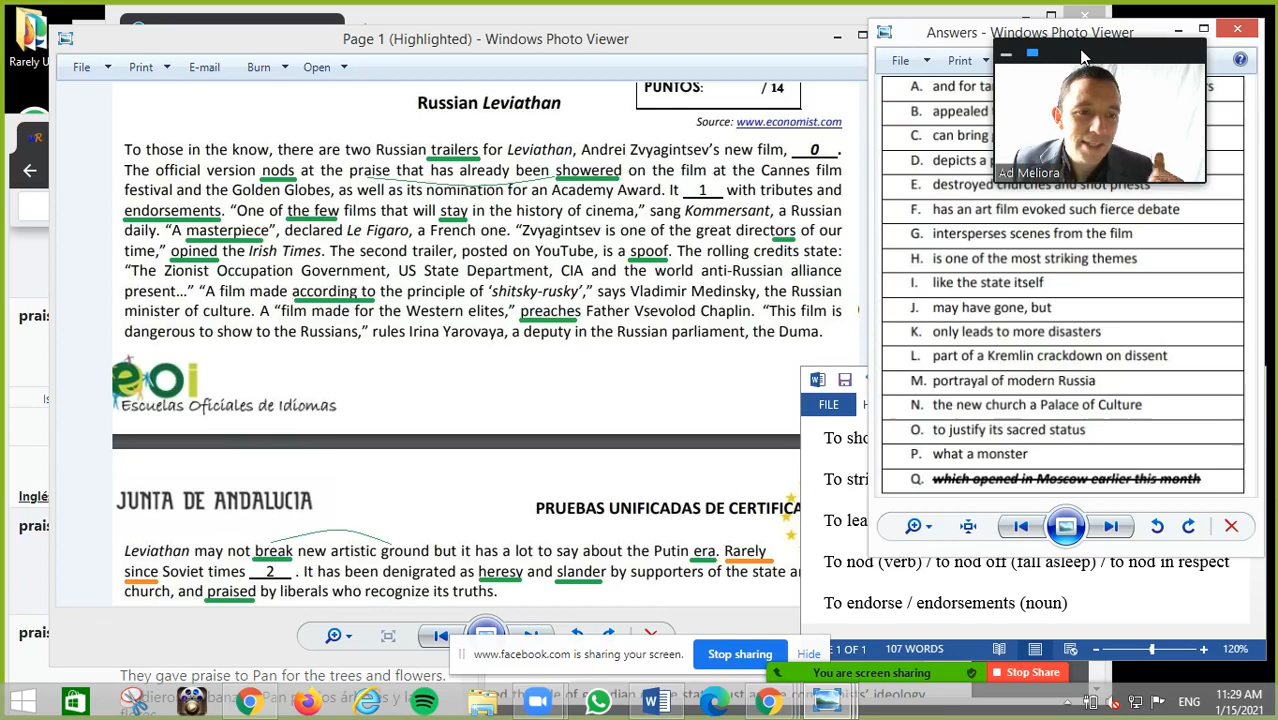 Rarely U
Page 1 (Highlighted) - Windows Photo Viewer
File Print E-mail Burn Open
Russian Leviathan
PUNTOS: / 14
Source: www.economist.com
To those in the know, there are two Russian trailers for Leviathan, Andrei Zvyagintsev's new film, 0 .
The official version nods at the praise that has already been showered on the film at the Cannes film
festival and the Golden Globes, as well as its nomination for an Academy Award. It 1 with tributes and
endorsements. "One of the few films that will stay in the history of cinema," sang Kommersant, a Russian
daily. "A masterpiece", declared Le Figaro, a French one. "Zvyagintsev is one of the great directors of our
time," opined the Irish Times. The second trailer, posted on YouTube, is a spoof. The rolling credits state:
"The Zionist Occupation Government, US State Department, CIA and the world anti-Russian alliance
present…" "A film made according to the principle of 'shitsky-rusky'," says Vladimir Medinsky, the Russian
minister of culture. A "film made for the Western elites," preaches Father Vsevolod Chaplin. "This film is
dangerous to show to the Russians," rules Irina Yarovaya, a deputy in the Russian parliament, the Duma.
eoi
Escuelas Oficiales de Idiomas
JUNTA DE ANDALUCIA
PRUEBAS UNIFICADAS DE CERTIFICA
Leviathan may not break new artistic ground but it has a lot to say about the Putin era. Rarely
since Soviet times 2 . It has been denigrated as heresy and slander by supporters of the state an
church, and praised by liberals who recognize its truths.
Answers - Windows Photo Viewer
File Print
A. and for tar
B. appealed t
C. can bring
D. depicts a p
E. destroyed churches and shot priests
F. has an art film evoked such fierce debate
G. intersperses scenes from the film
H. is one of the most striking themes
I. like the state itself
J. may have gone, but
K. only leads to more disasters
L. part of a Kremlin crackdown on dissent
M. portrayal of modern Russia
N. the new church a Palace of Culture
O. to justify its sacred status
P. what a monster
Q. which opened in Moscow earlier this month
Ad Meliora
FILE
To sho
To stri
To lea
To nod (verb) / to nod off (fall asleep) / to nod in respect
To endorse / endorsements (noun)
1 OF 1 107 WORDS
120%
prais
Is
Inglés
prais
prais
They gave praise to Pan for the trees and flowers.
www.facebook.com is sharing your screen.
Stop sharing
Hide
You are screen sharing
Stop Share
ENG
11:29 AM
1/15/2021